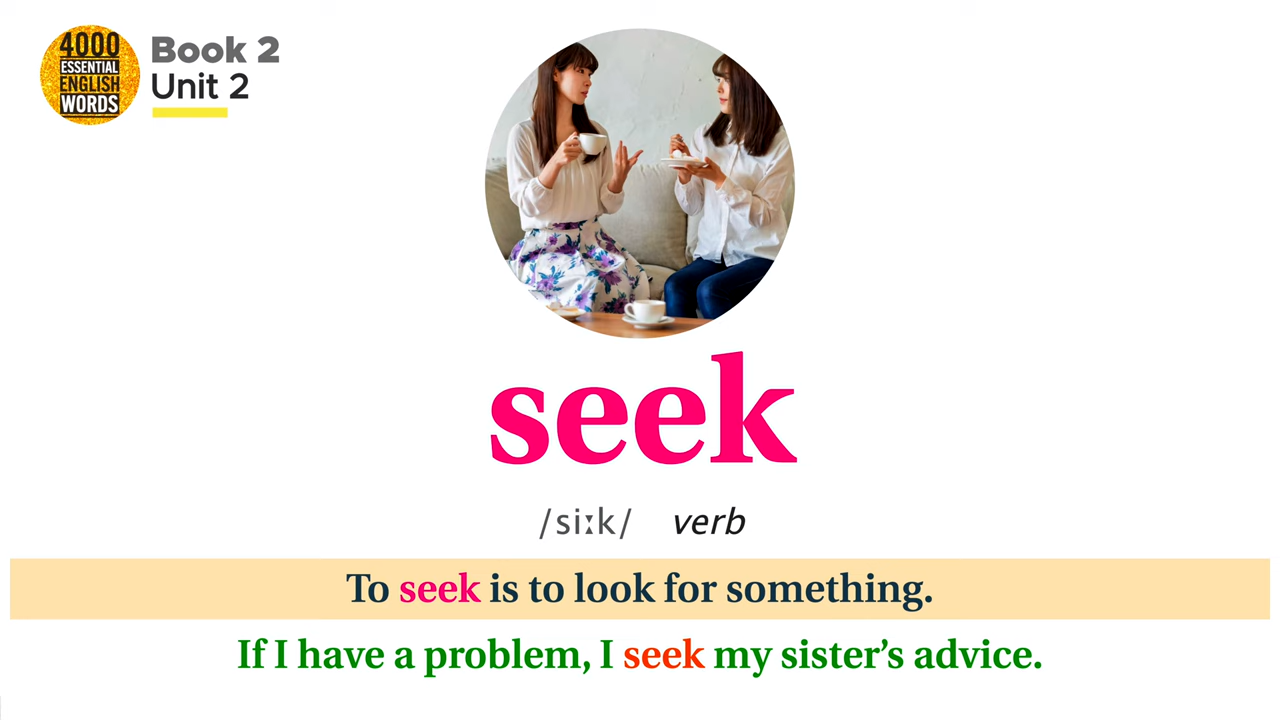 4000
ESSENTIAL
ENGLISH
WORDS
Book 2
Unit 2
seek
/siːk/ verb
To seek is to look for something.
If I have a problem, I seek my sister’s advice.